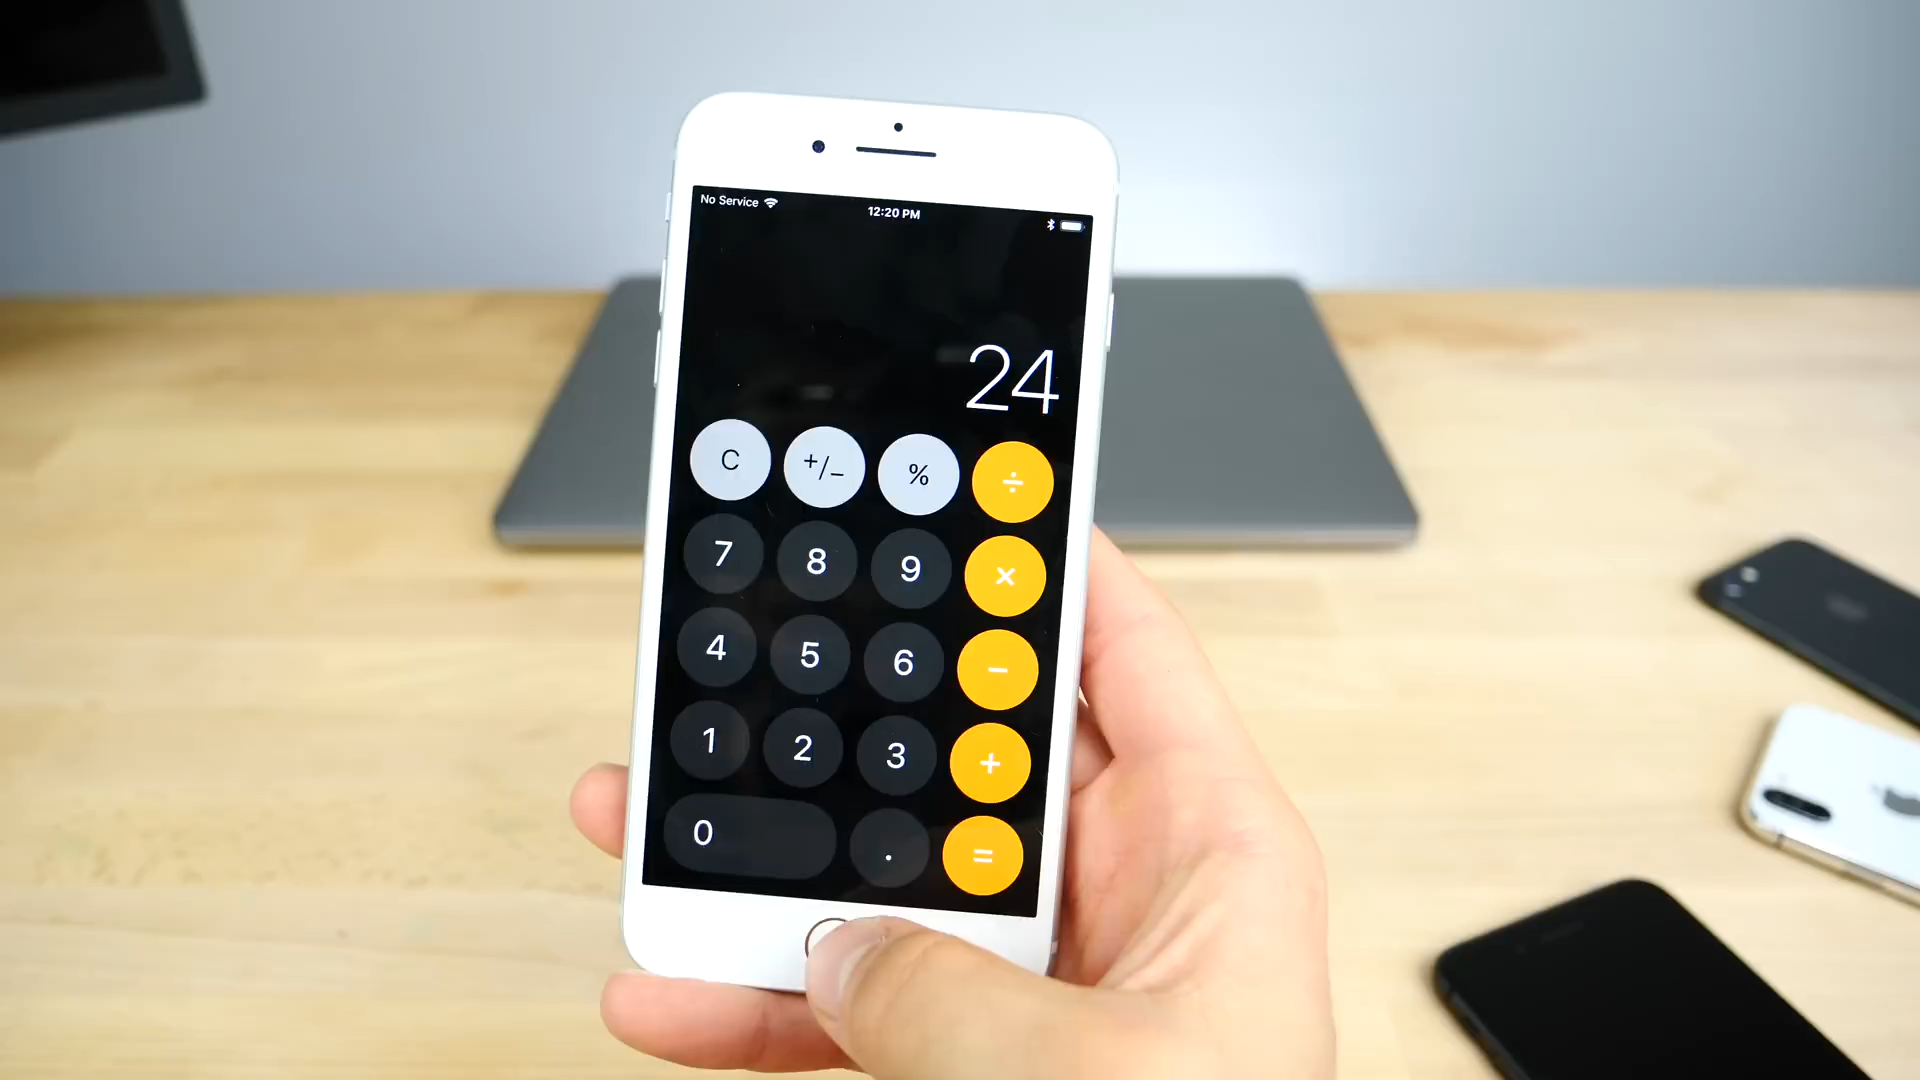 No Service 12:20 PM
24
C +/− % ÷
7 8 9 ×
4 5 6 −
1 2 3 +
0 . =